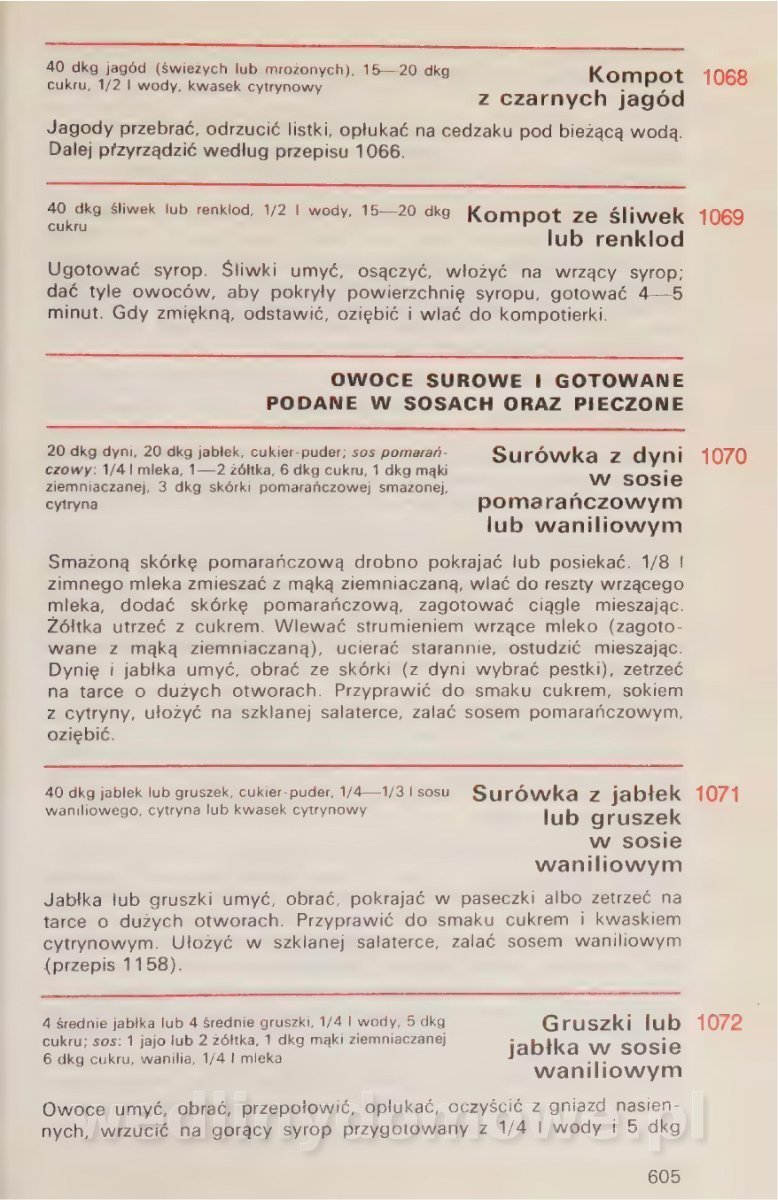 40 dkg jagód (świeżych lub mrożonych), 15—20 dkg
cukru, 1/2 l wody, kwasek cytrynowy
Kompot 1068
z czarnych jagód
Jagody przebrać, odrzucić listki, opłukać na cedzaku pod bieżącą wodą.
Dalej przyrządzić według przepisu 1066.
40 dkg śliwek lub renklod, 1/2 l wody, 15—20 dkg
cukru
Kompot ze śliwek 1069
lub renklod
Ugotować syrop. Śliwki umyć, osączyć, włożyć na wrzący syrop;
dać tyle owoców, aby pokryły powierzchnię syropu, gotować 4—5
minut. Gdy zmiękną, odstawić, oziębić i wlać do kompotierki.
OWOCE SUROWE I GOTOWANE
PODANE W SOSACH ORAZ PIECZONE
20 dkg dyni, 20 dkg jabłek, cukier-puder; sos pomarań-
czowy: 1/4 l mleka, 1—2 żółtka, 6 dkg cukru, 1 dkg mąki
ziemniaczanej, 3 dkg skórki pomarańczowej smażonej,
cytryna
Surówka z dyni 1070
w sosie
pomarańczowym
lub waniliowym
Smażoną skórkę pomarańczową drobno pokrajać lub posiekać. 1/8 l
zimnego mleka zmieszać z mąką ziemniaczaną, wlać do reszty wrzącego
mleka, dodać skórkę pomarańczową, zagotować ciągle mieszając.
Żółtka utrzeć z cukrem. Wlewać strumieniem wrzące mleko (zagoto-
wane z mąką ziemniaczaną), ucierać starannie, ostudzić mieszając.
Dynię i jabłka umyć, obrać ze skórki (z dyni wybrać pestki), zetrzeć
na tarce o dużych otworach. Przyprawić do smaku cukrem, sokiem
z cytryny, ułożyć na szklanej salaterce, zalać sosem pomarańczowym,
oziębić.
40 dkg jabłek lub gruszek, cukier-puder, 1/4—1/3 l sosu
waniliowego, cytryna lub kwasek cytrynowy
Surówka z jabłek 1071
lub gruszek
w sosie
waniliowym
Jabłka lub gruszki umyć, obrać, pokrajać w paseczki albo zetrzeć na
tarce o dużych otworach. Przyprawić do smaku cukrem i kwaskiem
cytrynowym. Ułożyć w szklanej salaterce, zalać sosem waniliowym
(przepis 1158).
4 średnie jabłka lub 4 średnie gruszki, 1/4 l wody, 5 dkg
cukru; sos: 1 jajo lub 2 żółtka, 1 dkg mąki ziemniaczanej
6 dkg cukru, wanilia, 1/4 l mleka
Gruszki lub 1072
jabłka w sosie
waniliowym
Owoce umyć, obrać, przepołowić, opłukać, oczyścić z gniazd nasien-
nych, wrzucić na gorący syrop przygotowany z 1/4 l wody i 5 dkg
wedlinydomowe.pl
605